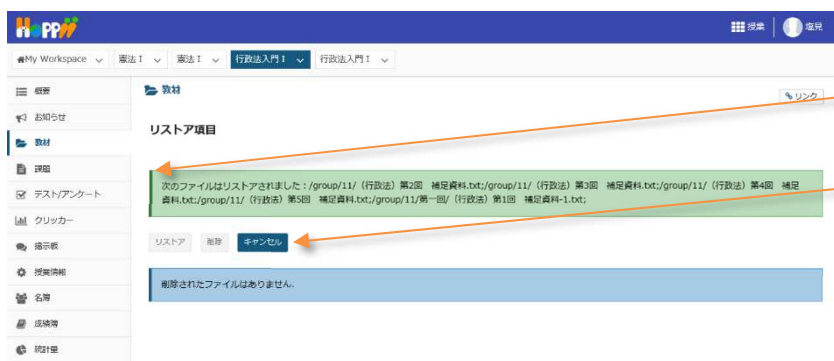 HoPPii
授業
塩見
My Workspace
憲法Ⅰ
憲法Ⅰ
行政法入門Ⅰ
行政法入門Ⅰ
概要
お知らせ
教材
課題
テスト/アンケート
クリッカー
掲示板
授業情報
名簿
成績簿
統計量
教材
リンク
リストア項目
次のファイルはリストアされました：/group/11/（行政法）第2回　補足資料.txt;/group/11/（行政法）第3回　補足資料.txt;/group/11/（行政法）第4回　補足
資料.txt;/group/11/（行政法）第5回　補足資料.txt;/group/11/第一回/（行政法）第1回　補足資料-1.txt;
リストア
削除
キャンセル
削除されたファイルはありません.